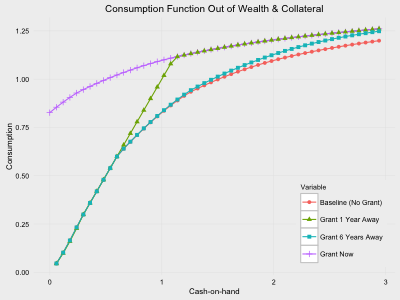 Consumption Function Out of Wealth & Collateral
1.25
1.00
0.75
0.50
0.25
0.00
Consumption
0
1
2
3
Cash-on-hand
Variable
Baseline (No Grant)
Grant 1 Year Away
Grant 6 Years Away
Grant Now